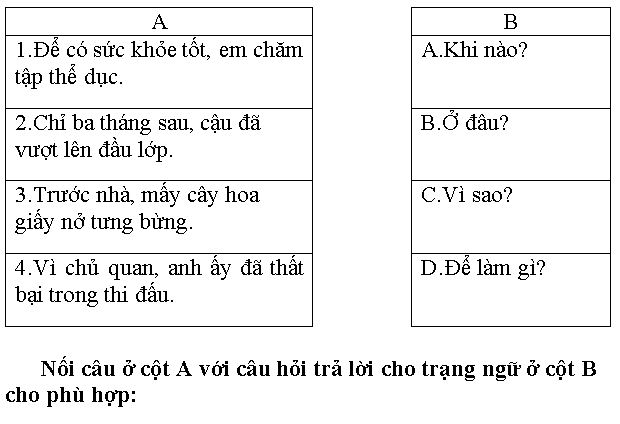 A
1.Để có sức khỏe tốt, em chăm
tập thể dục.
2.Chỉ ba tháng sau, cậu đã
vượt lên đầu lớp.
3.Trước nhà, mấy cây hoa
giấy nở tưng bừng.
4.Vì chủ quan, anh ấy đã thất
bại trong thi đấu.
B
A.Khi nào?
B.Ở đâu?
C.Vì sao?
D.Để làm gì?
Nối câu ở cột A với câu hỏi trả lời cho trạng ngữ ở cột B
cho phù hợp: